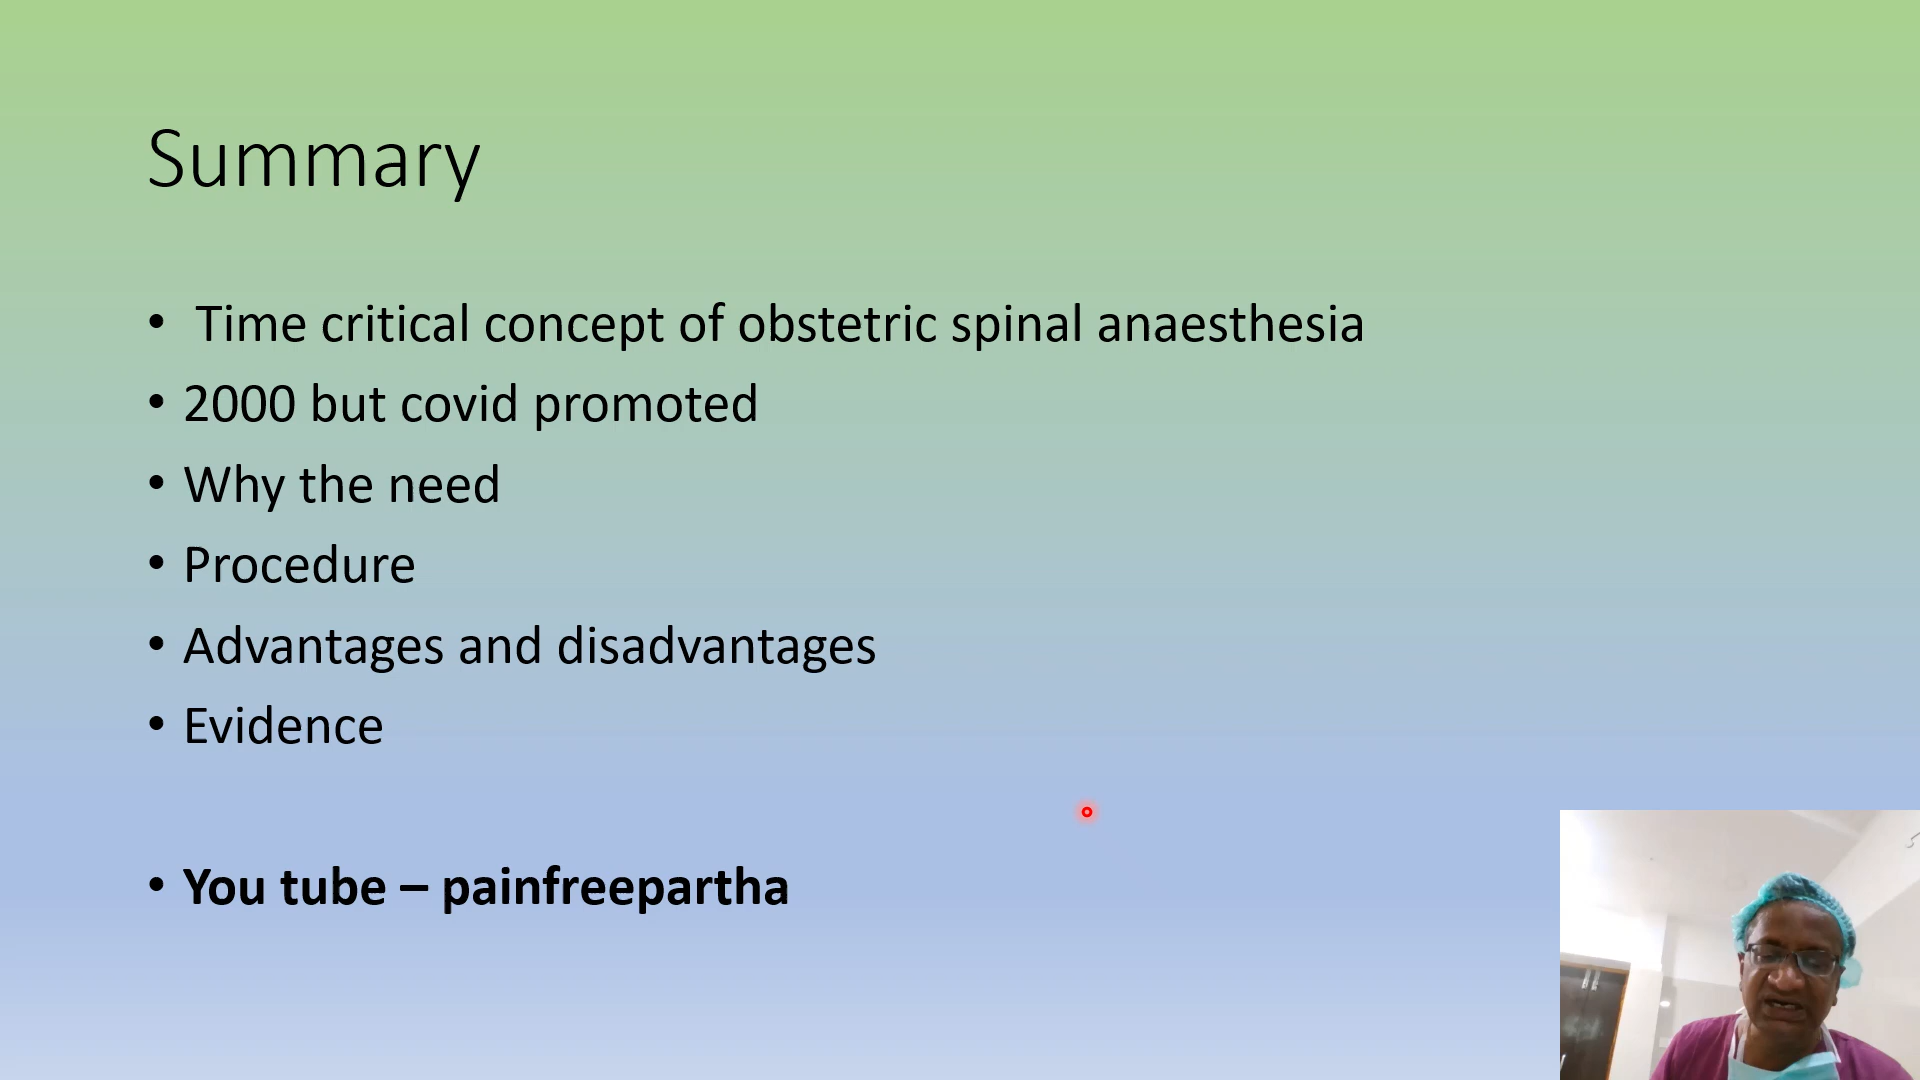 Summary
• Time critical concept of obstetric spinal anaesthesia
• 2000 but covid promoted
• Why the need
• Procedure
• Advantages and disadvantages
• Evidence
• You tube – painfreepartha